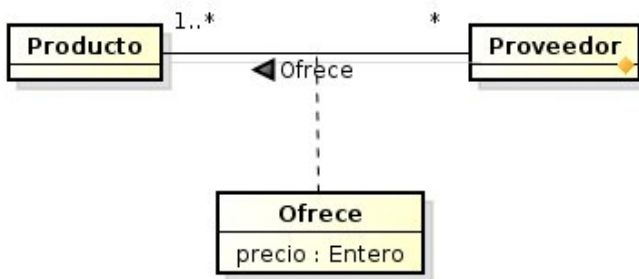 1..* *
Producto Proveedor
Ofrece
Ofrece
precio : Entero